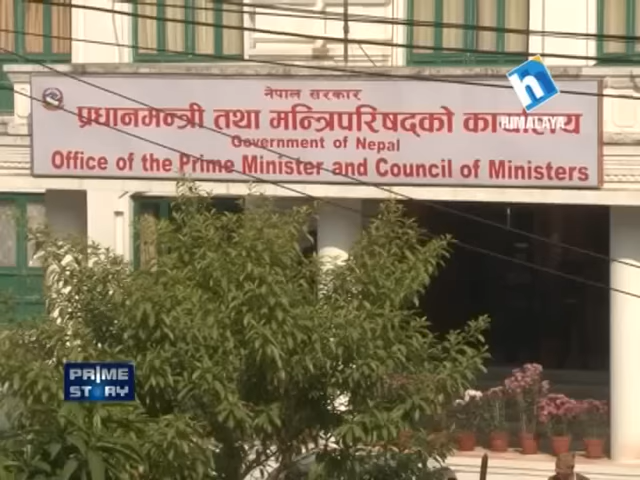 नेपाल सरकार
प्रधानमन्त्री तथा मन्त्रिपरिषद्को
Government of Nepal
Office of the Prime Minister and Council of Ministers
h
HIMALAYA
PRIME
STORY